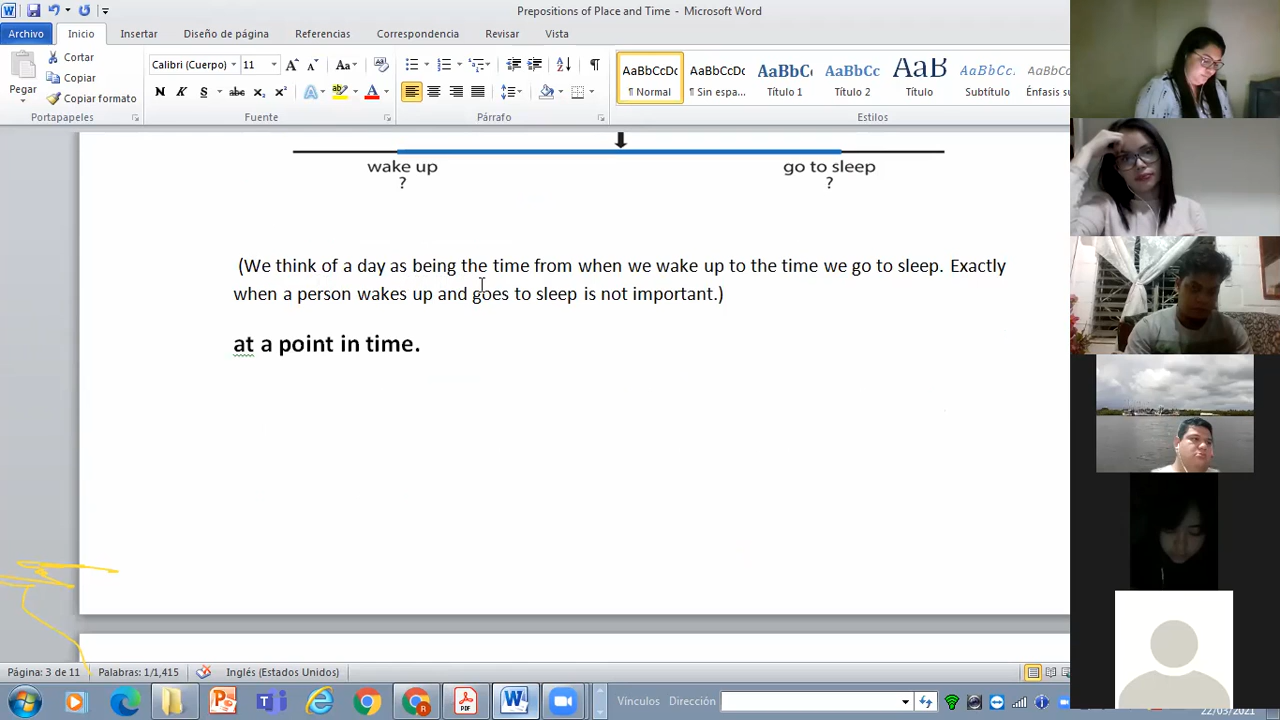 Prepositions of Place and Time - Microsoft Word
Archivo Inicio Insertar Diseño de página Referencias Correspondencia Revisar Vista
Pegar
Cortar
Copiar
Copiar formato
Calibri (Cuerpo) 11
N K S abc x₂ x²
AaBbCcDc AaBbCcDc AaBbC AaBbCc AaB AaBbCc
¶ Normal ¶ Sin espa... Título 1 Título 2 Título Subtítulo Énfasis
Portapapeles Fuente Párrafo Estilos
wake up go to sleep
? ?
(We think of a day as being the time from when we wake up to the time we go to sleep. Exactly
when a person wakes up and goes to sleep is not important.)
at a point in time.
Página: 3 de 11 Palabras: 1/1,415 Inglés (Estados Unidos)
Vínculos Dirección
22/03/2021